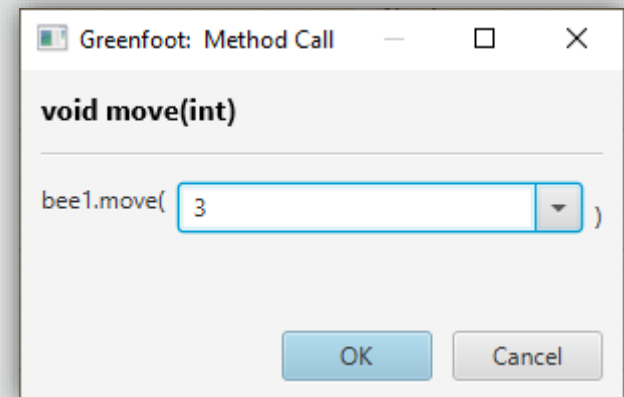 Greenfoot: Method Call
void move(int)
bee1.move( 3 )
OK Cancel